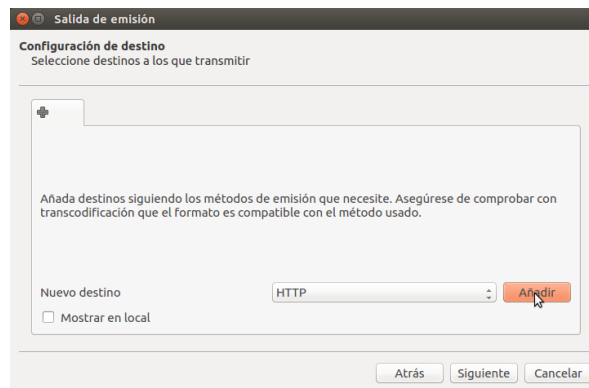 Salida de emisión
Configuración de destino
Seleccione destinos a los que transmitir
Añada destinos siguiendo los métodos de emisión que necesite. Asegúrese de comprobar con
transcodificación que el formato es compatible con el método usado.
Nuevo destino HTTP Añadir
Mostrar en local
Atrás Siguiente Cancelar